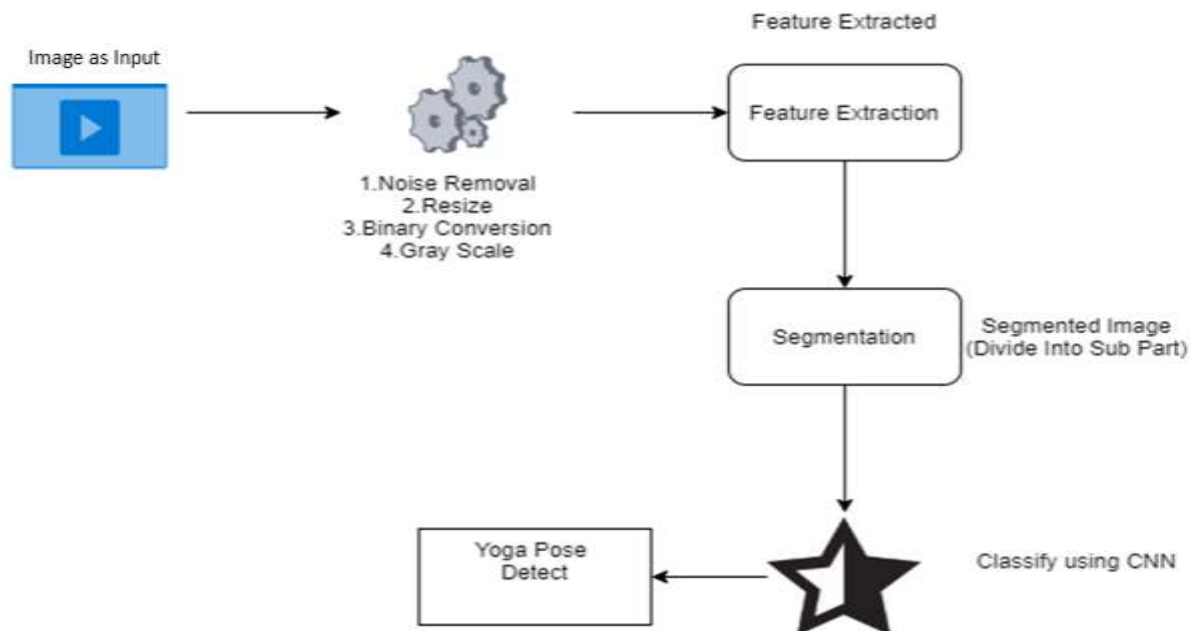 Feature Extracted
Image as Input
Feature Extraction
1.Noise Removal
2.Resize
3.Binary Conversion
4.Gray Scale
Segmentation
Segmented Image
(Divide Into Sub Part)
Yoga Pose
Detect
Classify using CNN